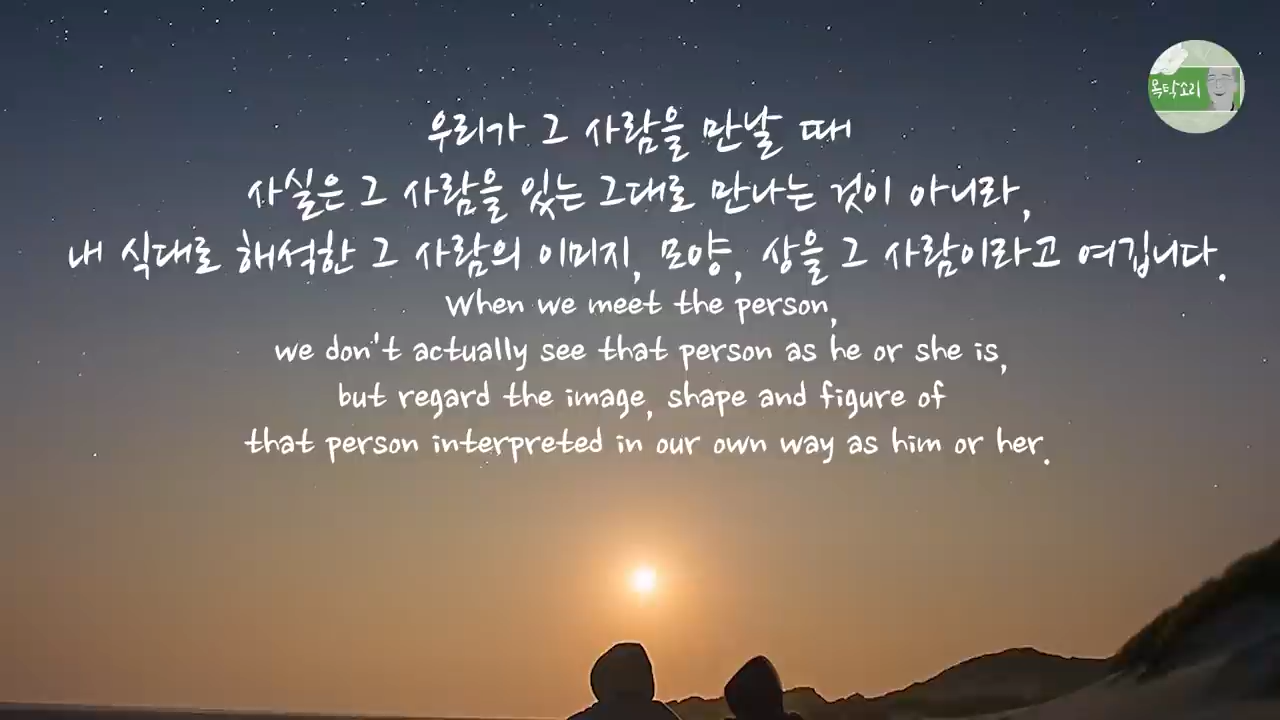 목탁소리
우리가 그 사람을 만날 때
사실은 그 사람을 있는 그대로 만나는 것이 아니라,
내 식대로 해석한 그 사람의 이미지, 모양, 상을 그 사람이라고 여깁니다.
When we meet the person,
we don't actually see that person as he or she is,
but regard the image, shape and figure of
that person interpreted in our own way as him or her.